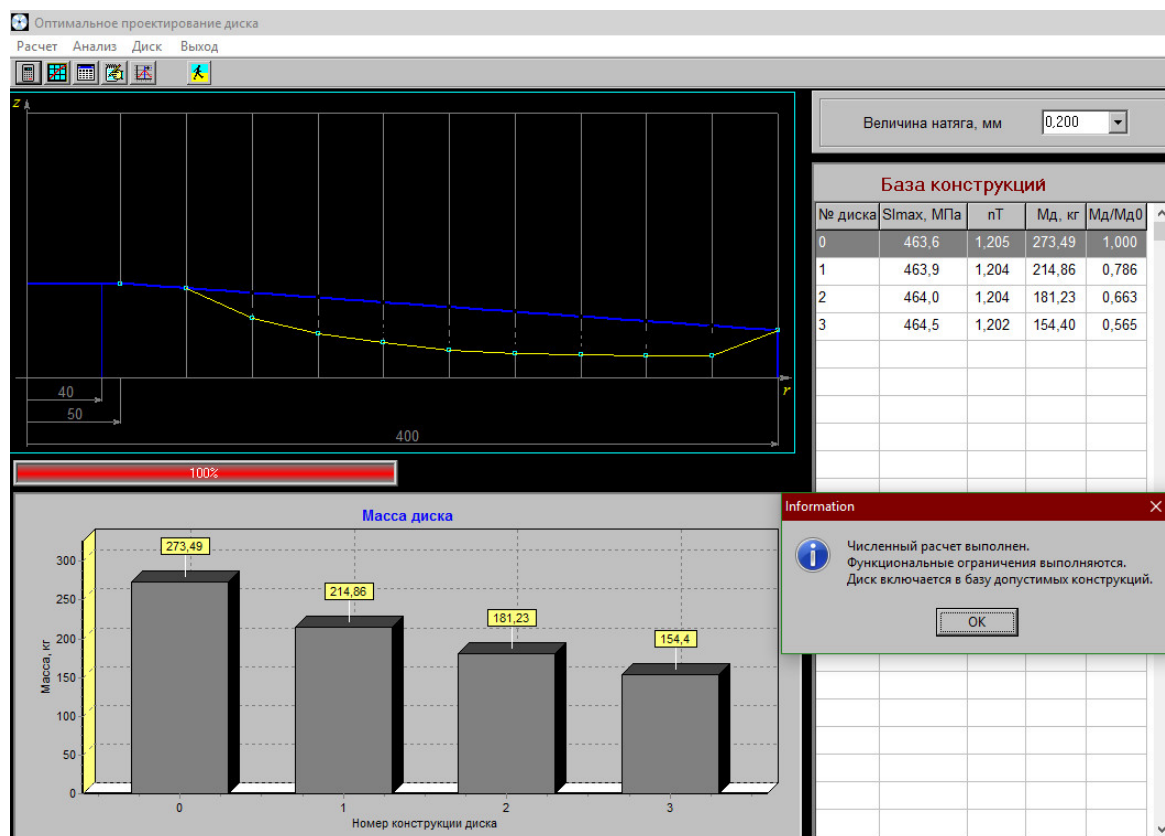 Оптимальное проектирование диска
Расчет Анализ Диск Выход
z
40
50
400
r
100%
Величина натяга, мм 0,200
База конструкций
№ диска SImax, МПа nT Мд, кг Мд/Мд0
0 463,6 1,205 273,49 1,000
1 463,9 1,204 214,86 0,786
2 464,0 1,204 181,23 0,663
3 464,5 1,202 154,40 0,565
Масса диска
273,49
214,86
181,23
154,4
300
250
200
150
100
50
0
Масса, кг
0 1 2 3
Номер конструкции диска
Information
Численный расчет выполнен.
Функциональные ограничения выполняются.
Диск включается в базу допустимых конструкций.
OK